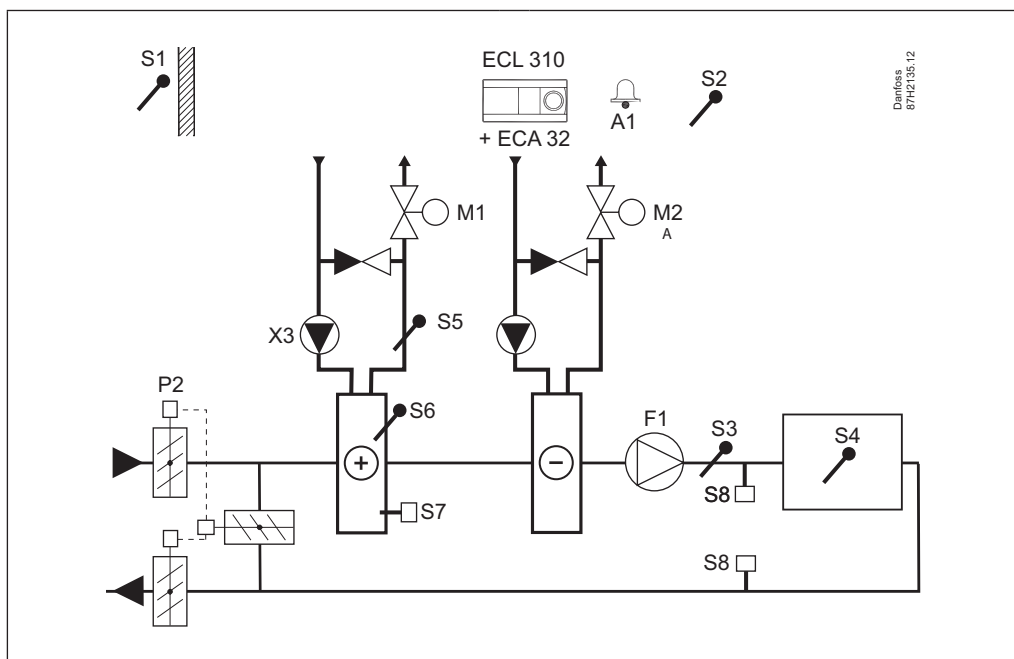 S1
ECL 310
+ ECA 32
A1
S2
Danfoss
87H2135.12
M1
M2
A
X3
S5
P2
S6
F1
S3
S4
S7
S8
S8